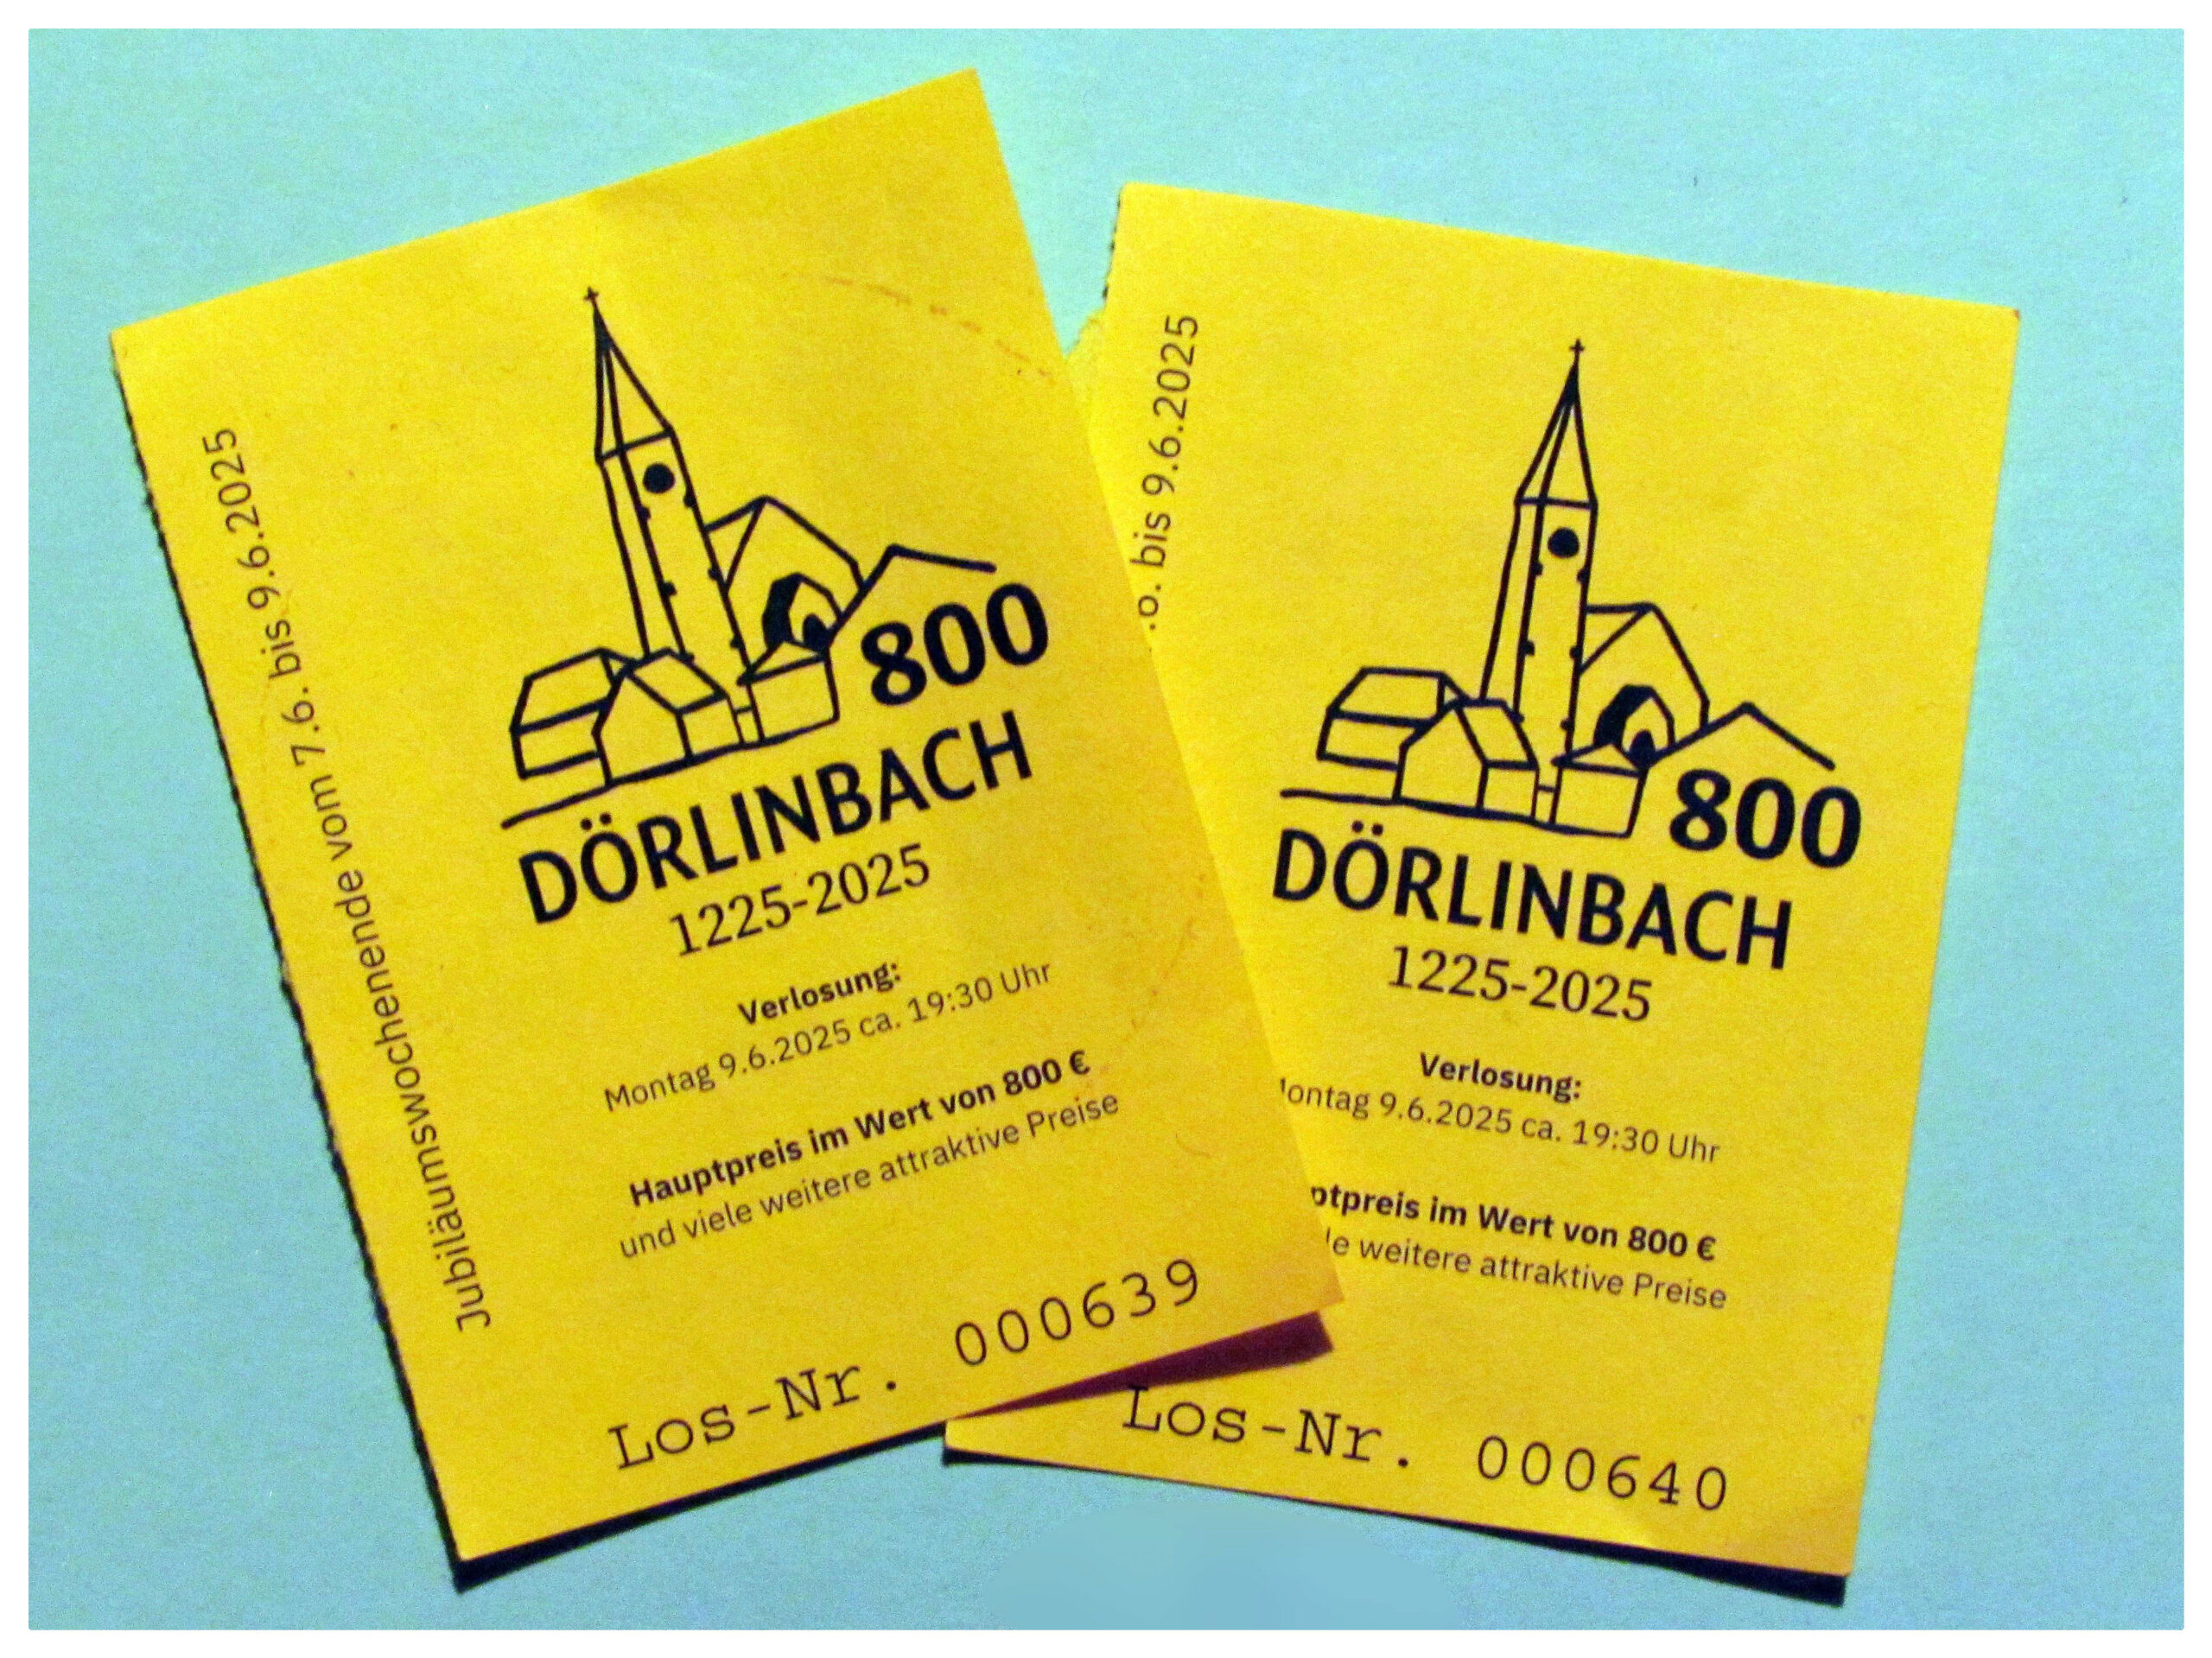 Jubiläumswochenende vom 7.6. bis 9.6.2025
800
DÖRLINBACH
1225-2025
Verlosung:
Montag 9.6.2025 ca. 19:30 Uhr
Hauptpreis im Wert von 800 €
und viele weitere attraktive Preise
Los-Nr. 000639
bis 9.6.2025
800
DÖRLINBACH
1225-2025
Verlosung:
ontag 9.6.2025 ca. 19:30 Uhr
ptpreis im Wert von 800 €
le weitere attraktive Preise
Los-Nr. 000640